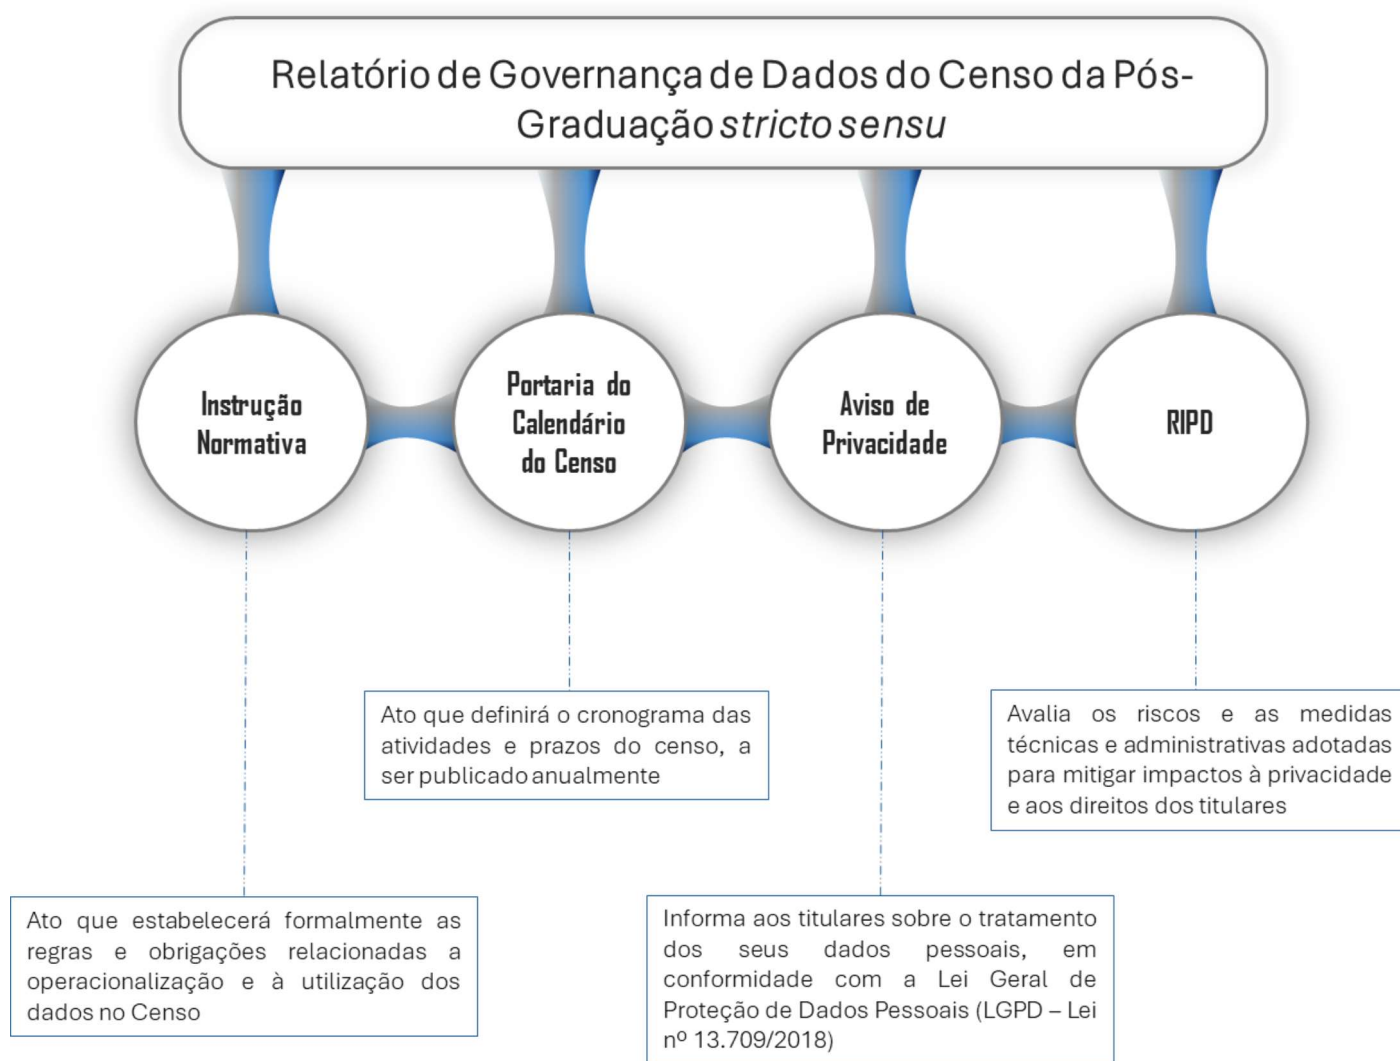 Relatório de Governança de Dados do Censo da Pós-
Graduação stricto sensu
Instrução
Normativa
Portaria do
Calendário
do Censo
Aviso de
Privacidade
RIPD
Ato que definirá o cronograma das
atividades e prazos do censo, a
ser publicado anualmente
Avalia os riscos e as medidas
técnicas e administrativas adotadas
para mitigar impactos à privacidade
e aos direitos dos titulares
Ato que estabelecerá formalmente as
regras e obrigações relacionadas a
operacionalização e à utilização dos
dados no Censo
Informa aos titulares sobre o tratamento
dos seus dados pessoais, em
conformidade com a Lei Geral de
Proteção de Dados Pessoais (LGPD – Lei
nº 13.709/2018)